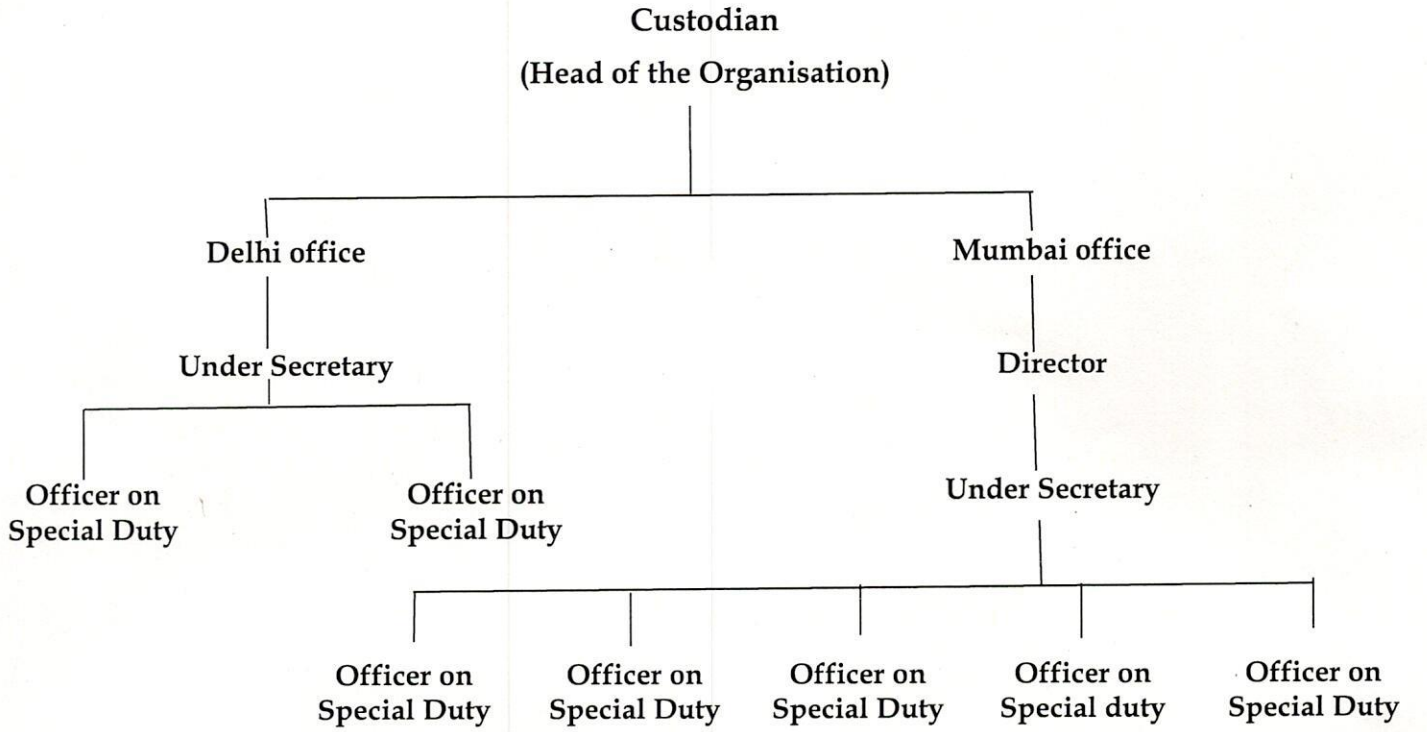 Custodian
(Head of the Organisation)
Delhi office
Mumbai office
Under Secretary
Director
Officer on
Special Duty
Officer on
Special Duty
Under Secretary
Officer on
Special Duty
Officer on
Special Duty
Officer on
Special Duty
Officer on
Special duty
Officer on
Special Duty